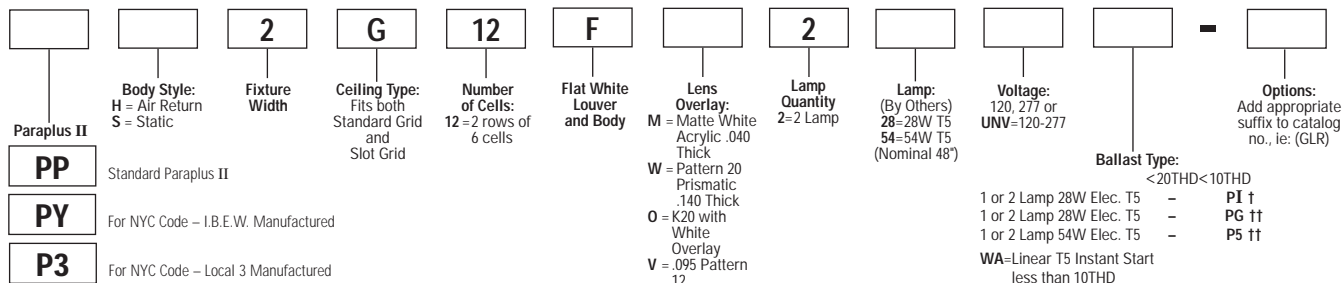 2 G 12 F 2 -
Paraplus II
PP Standard Paraplus II
PY For NYC Code – I.B.E.W. Manufactured
P3 For NYC Code – Local 3 Manufactured
Body Style:
H = Air Return
S = Static
Fixture
Width
Ceiling Type:
Fits both
Standard Grid
and
Slot Grid
Number
of Cells:
12 =2 rows of
6 cells
Flat White
Louver
and Body
Lens
Overlay:
M = Matte White
Acrylic .040
Thick
W = Pattern 20
Prismatic
.140 Thick
O = K20 with
White
Overlay
V = .095 Pattern
12
Lamp
Quantity
2=2 Lamp
Lamp:
(By Others)
28=28W T5
54=54W T5
(Nominal 48")
Voltage:
120, 277 or
UNV=120-277
Ballast Type:
<20THD<10THD
1 or 2 Lamp 28W Elec. T5 – PI †
1 or 2 Lamp 28W Elec. T5 – PG ††
1 or 2 Lamp 54W Elec. T5 – P5 ††
WA=Linear T5 Instant Start
less than 10THD
Options:
Add appropriate
suffix to catalog
no., ie: (GLR)